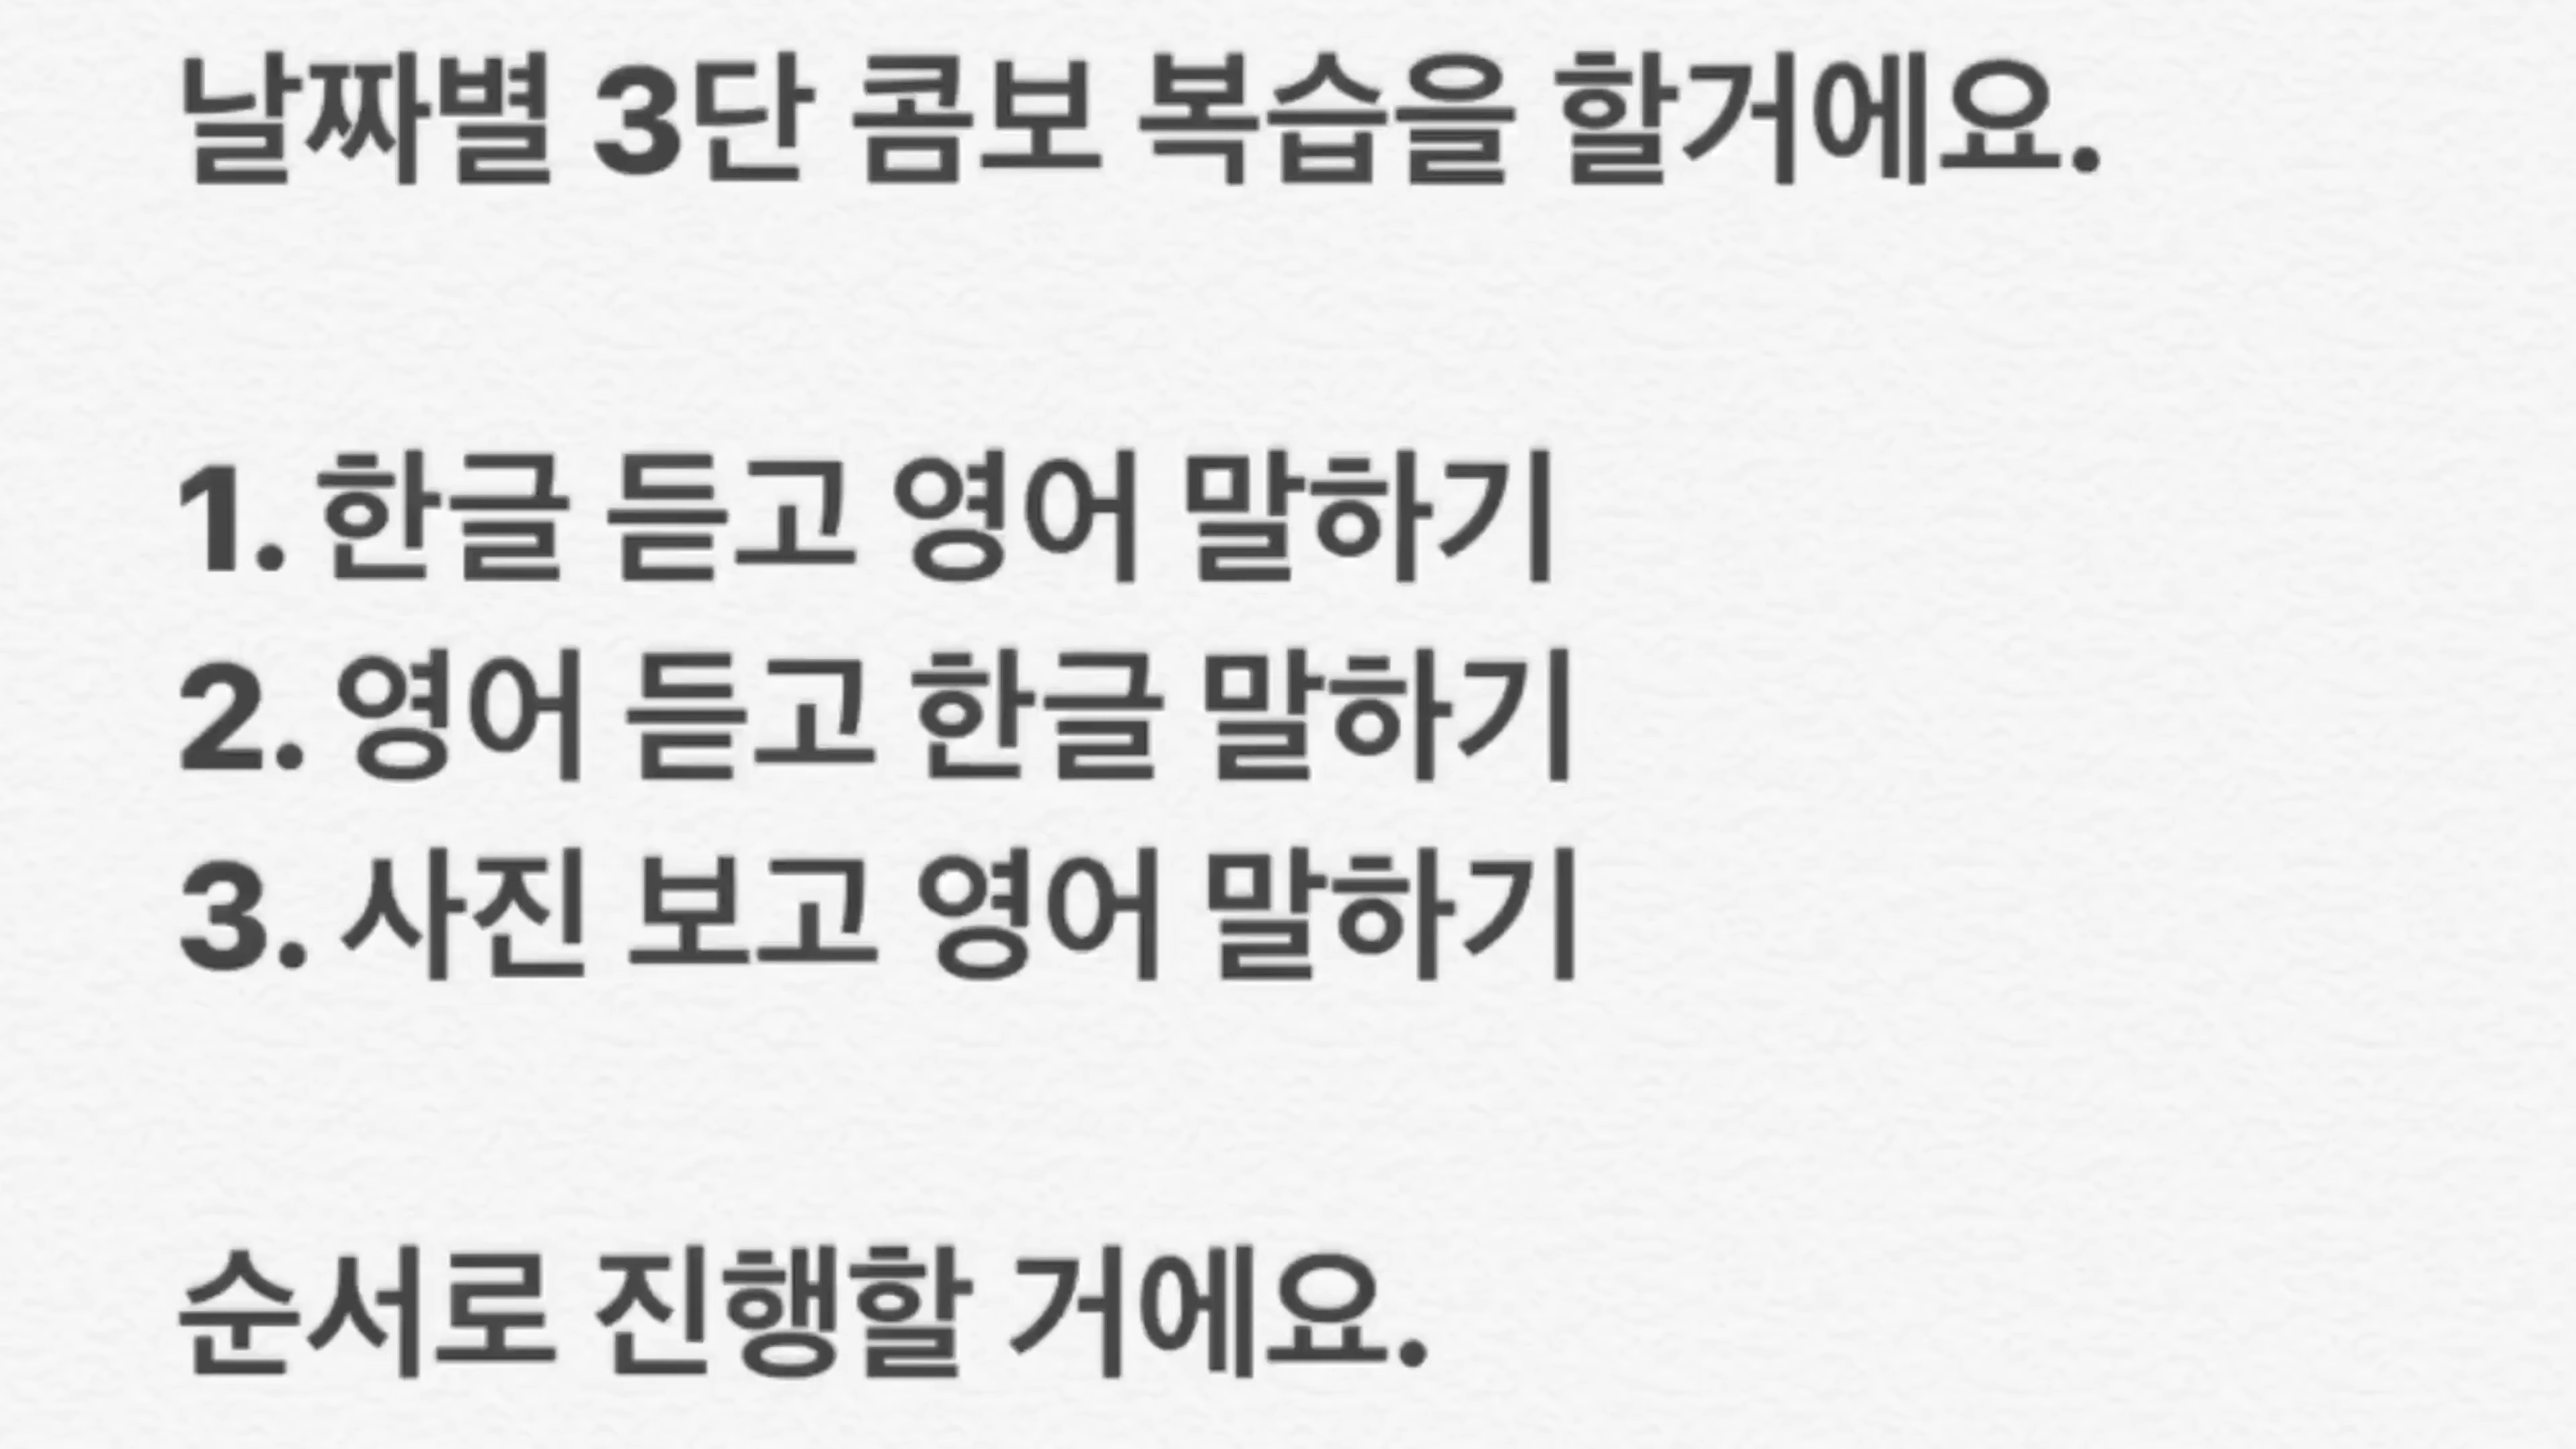 날짜별 3단 콤보 복습을 할거에요.
1. 한글 듣고 영어 말하기
2. 영어 듣고 한글 말하기
3. 사진 보고 영어 말하기
순서로 진행할 거에요.